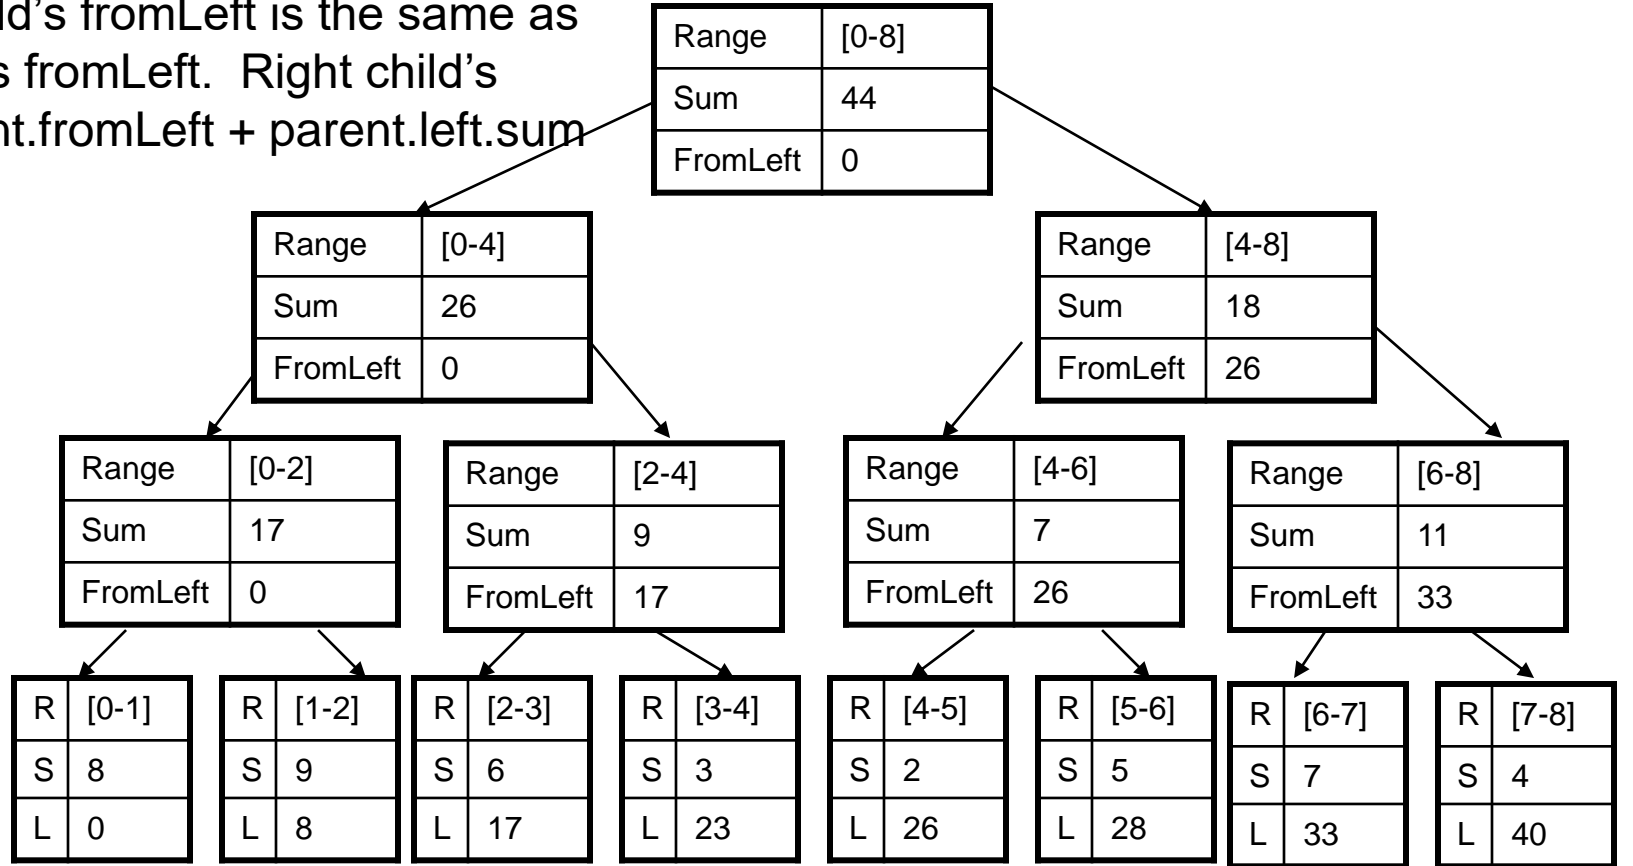 ld's fromLeft is the same as
s fromLeft. Right child's
nt.fromLeft + parent.left.sum
Range [0-8]
Sum 44
FromLeft 0
Range [0-4]
Sum 26
FromLeft 0
Range [4-8]
Sum 18
FromLeft 26
Range [0-2]
Sum 17
FromLeft 0
Range [2-4]
Sum 9
FromLeft 17
Range [4-6]
Sum 7
FromLeft 26
Range [6-8]
Sum 11
FromLeft 33
R [0-1]
S 8
L 0
R [1-2]
S 9
L 8
R [2-3]
S 6
L 17
R [3-4]
S 3
L 23
R [4-5]
S 2
L 26
R [5-6]
S 5
L 28
R [6-7]
S 7
L 33
R [7-8]
S 4
L 40